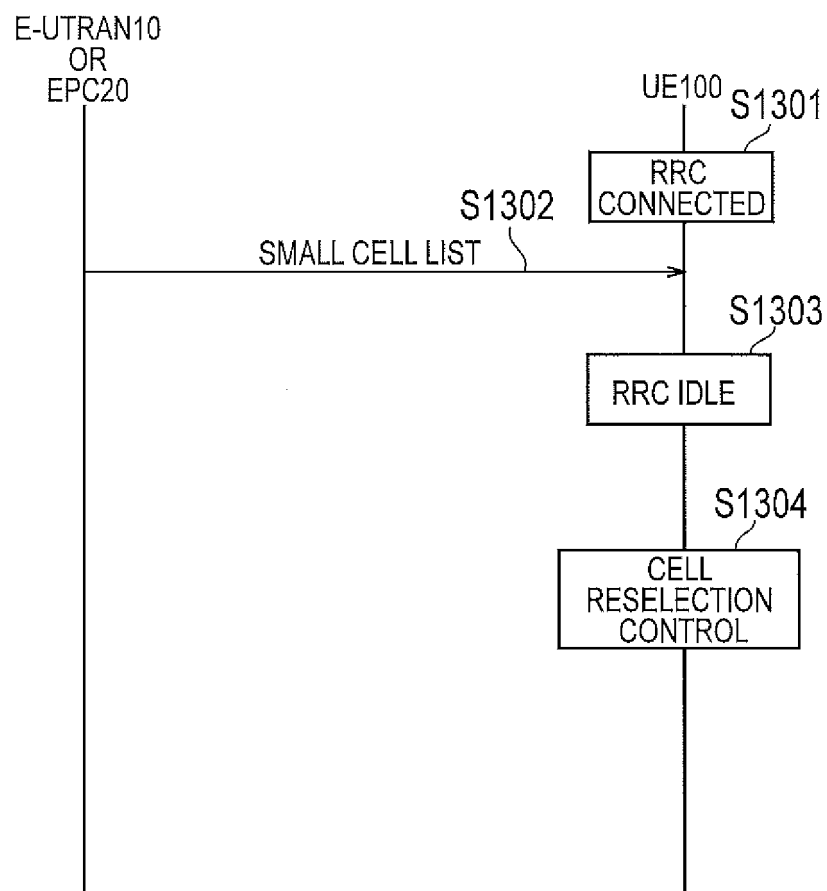 E-UTRAN10
OR
EPC20
UE100
S1301
RRC
CONNECTED
S1302
SMALL CELL LIST
S1303
RRC IDLE
S1304
CELL
RESELECTION
CONTROL